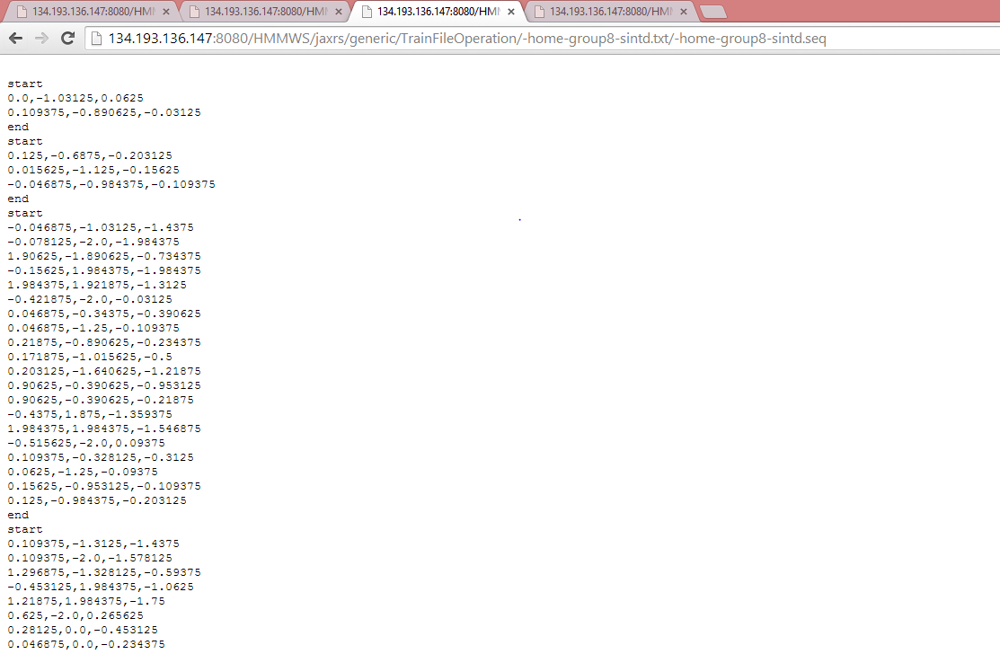 134.193.136.147:8080/HM
134.193.136.147:8080/HM
134.193.136.147:8080/HM
134.193.136.147:8080/HM
134.193.136.147:8080/HMMWS/jaxrs/generic/TrainFileOperation/-home-group8-sintd.txt/-home-group8-sintd.seq
start
0.0,-1.03125,0.0625
0.109375,-0.890625,-0.03125
end
start
0.125,-0.6875,-0.203125
0.015625,-1.125,-0.15625
-0.046875,-0.984375,-0.109375
end
start
-0.046875,-1.03125,-1.4375
-0.078125,-2.0,-1.984375
1.90625,-1.890625,-0.734375
-0.15625,1.984375,-1.984375
1.984375,1.921875,-1.3125
-0.421875,-2.0,-0.03125
0.046875,-0.34375,-0.390625
0.046875,-1.25,-0.109375
0.21875,-0.890625,-0.234375
0.171875,-1.015625,-0.5
0.203125,-1.640625,-1.21875
0.90625,-0.390625,-0.953125
0.90625,-0.390625,-0.21875
-0.4375,1.875,-1.359375
1.984375,1.984375,-1.546875
-0.515625,-2.0,0.09375
0.109375,-0.328125,-0.3125
0.0625,-1.25,-0.09375
0.15625,-0.953125,-0.109375
0.125,-0.984375,-0.203125
end
start
0.109375,-1.3125,-1.4375
0.109375,-2.0,-1.578125
1.296875,-1.328125,-0.59375
-0.453125,1.984375,-1.0625
1.21875,1.984375,-1.75
0.625,-2.0,0.265625
0.28125,0.0,-0.453125
0.046875,0.0,-0.234375